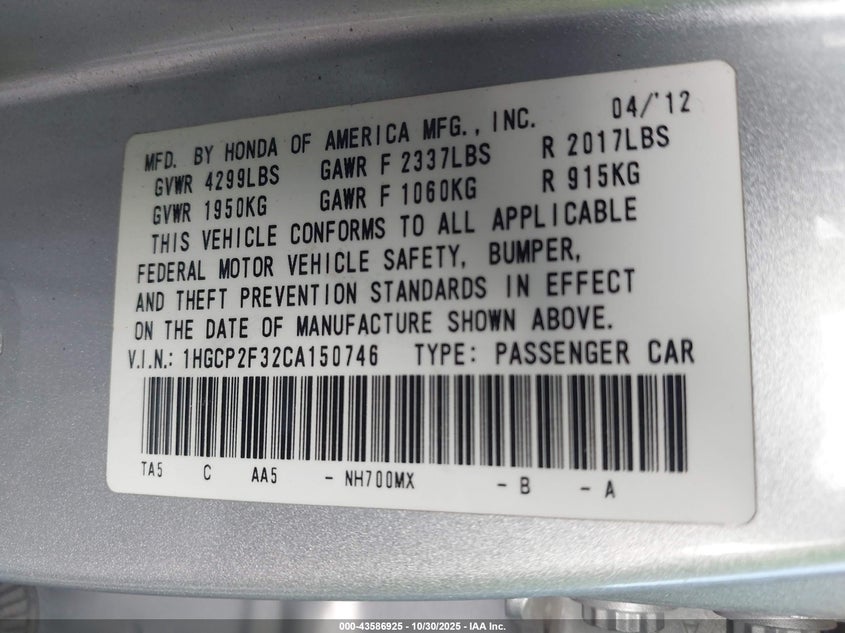 MFD. BY HONDA OF AMERICA MFG., INC. 04/'12
GVWR 4299LBS GAWR F 2337LBS R 2017LBS
GVWR 1950KG GAWR F 1060KG R 915KG
THIS VEHICLE CONFORMS TO ALL APPLICABLE
FEDERAL MOTOR VEHICLE SAFETY, BUMPER,
AND THEFT PREVENTION STANDARDS IN EFFECT
ON THE DATE OF MANUFACTURE SHOWN ABOVE.
V.I.N.: 1HGCP2F32CA150746 TYPE: PASSENGER CAR
TA5 C AA5 - NH700MX - B - A
000-43586925 - 10/30/2025 - IAA Inc.